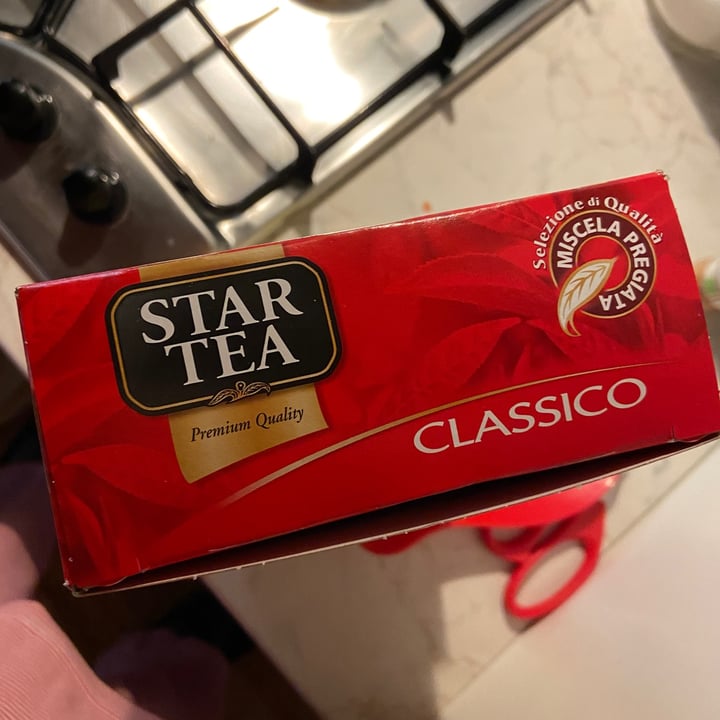 STAR
TEA
Premium Quality
Selezione di Qualità
MISCELA PREGIATA
CLASSICO